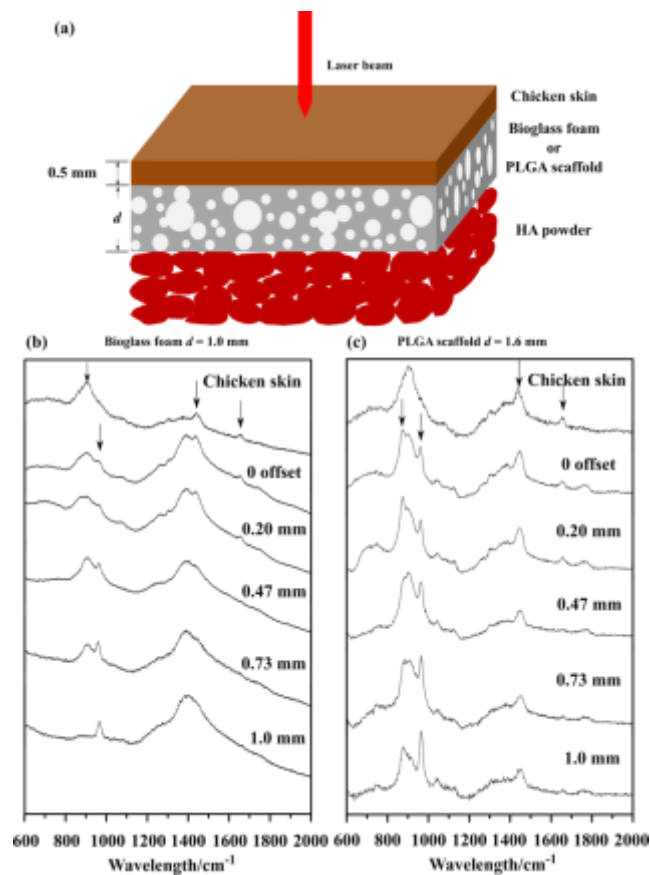 (a)
Laser beam
Chicken skin
Bioglass foam
or
PLGA scaffold
0.5 mm
d
HA powder
(b)
Bioglass foam d = 1.0 mm
Chicken skin
0 offset
0.20 mm
0.47 mm
0.73 mm
1.0 mm
600 800 1000 1200 1400 1600 1800 2000
Wavelength/cm⁻¹
(c)
PLGA scaffold d = 1.6 mm
Chicken skin
0 offset
0.20 mm
0.47 mm
0.73 mm
1.0 mm
600 800 1000 1200 1400 1600 1800 2000
Wavelength/cm⁻¹